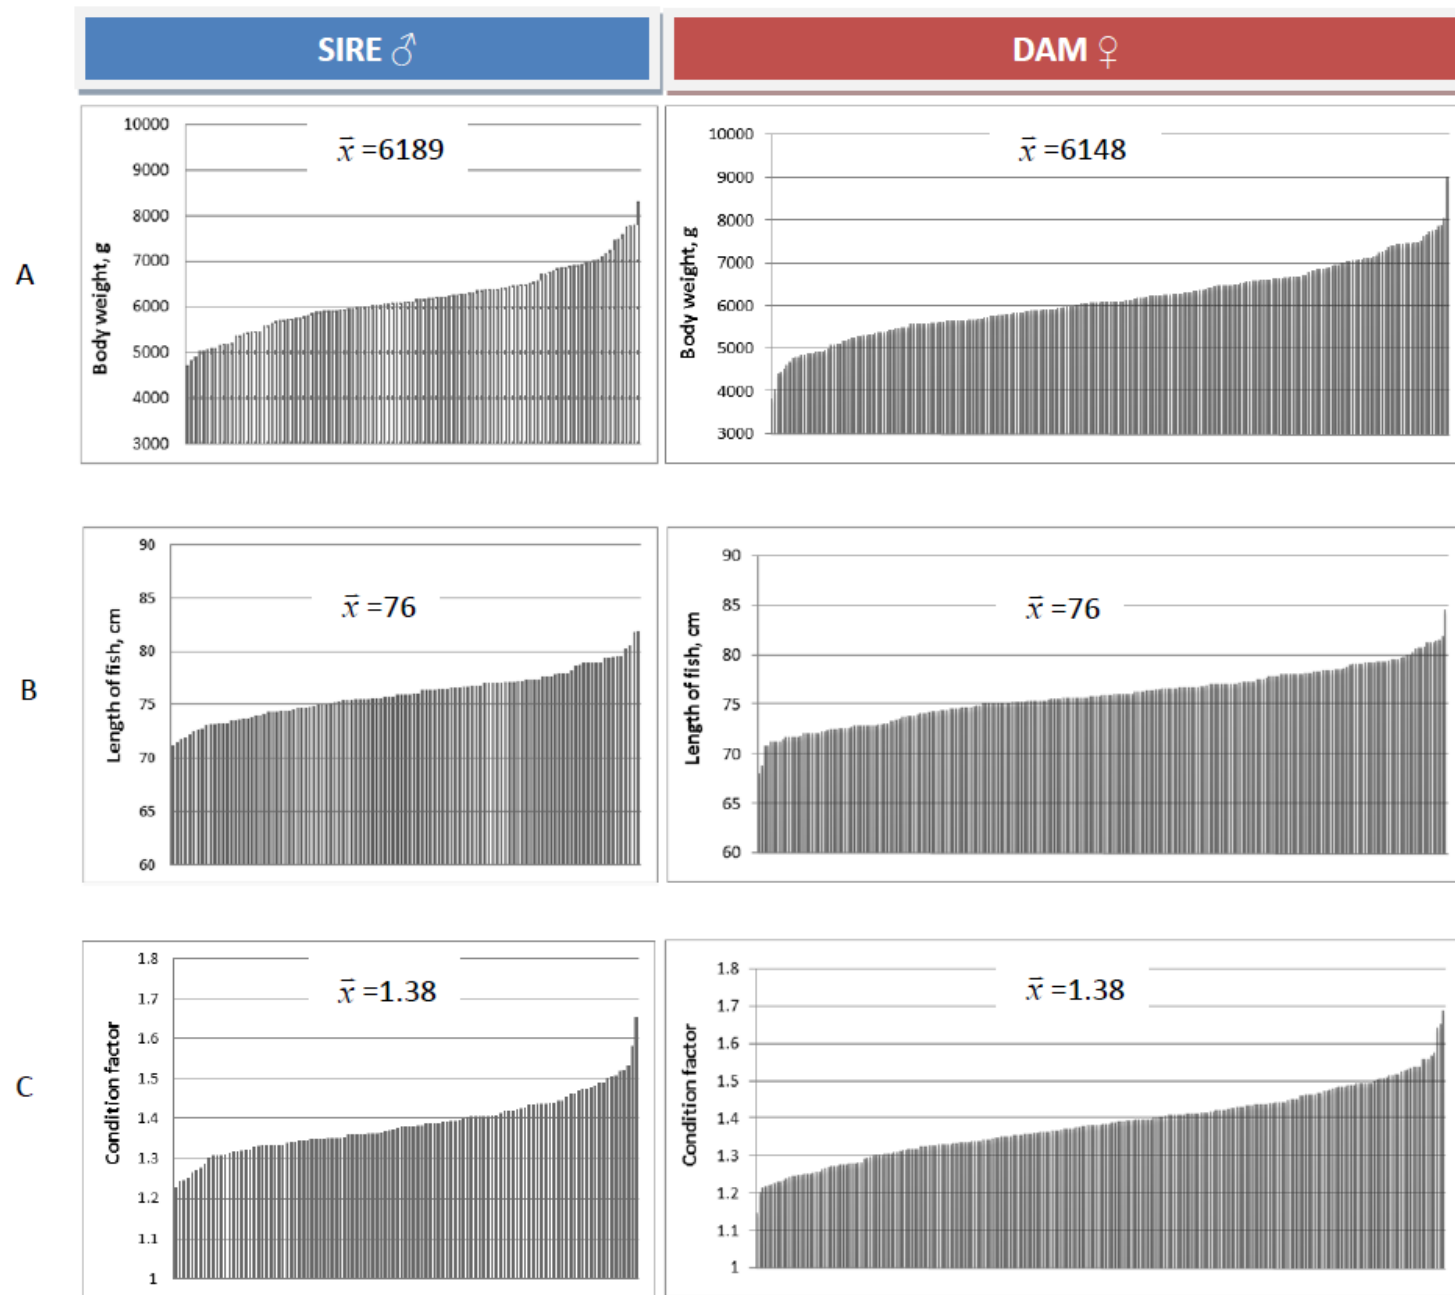 SIRE ♂
DAM ♀
A
Body weight, g
10000
9000
8000
7000
6000
5000
4000
3000
x̄ =6189
Body weight, g
10000
9000
8000
7000
6000
5000
4000
3000
x̄ =6148
B
Length of fish, cm
90
85
80
75
70
65
60
x̄ =76
Length of fish, cm
90
85
80
75
70
65
60
x̄ =76
C
Condition factor
1.8
1.7
1.6
1.5
1.4
1.3
1.2
1.1
1
x̄ =1.38
Condition factor
1.8
1.7
1.6
1.5
1.4
1.3
1.2
1.1
1
x̄ =1.38